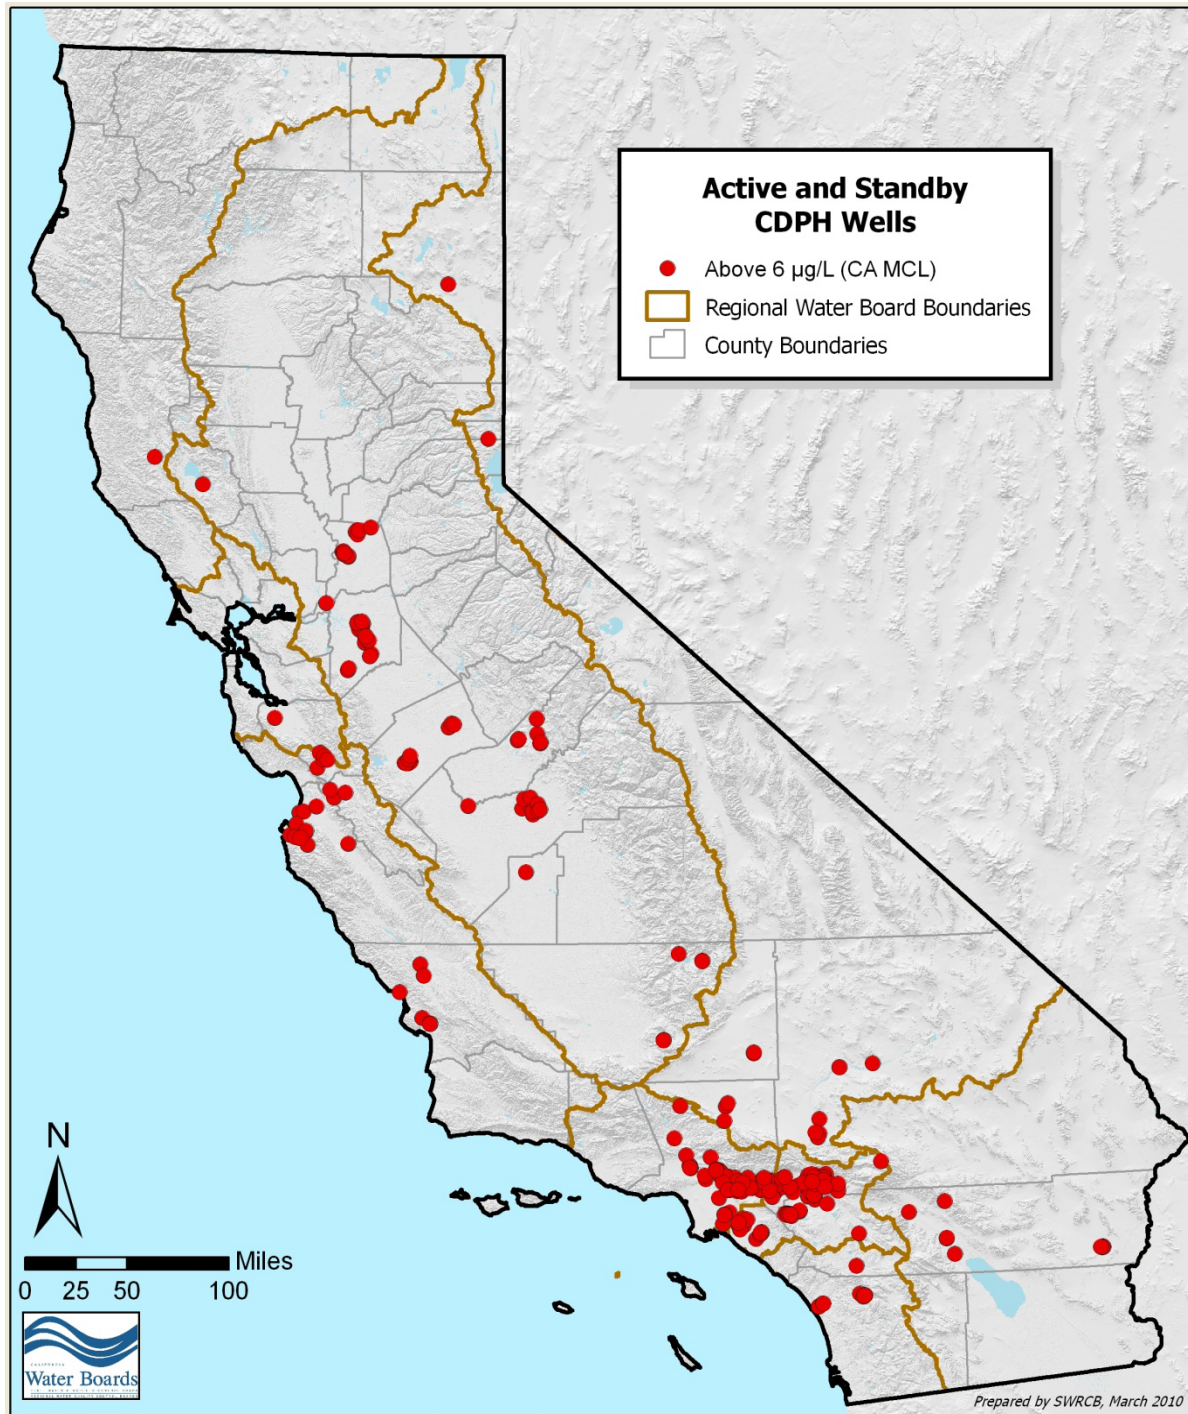 Active and Standby
CDPH Wells
Above 6 µg/L (CA MCL)
Regional Water Board Boundaries
County Boundaries
N
Miles
0 25 50 100
CALIFORNIA
Water Boards
Prepared by SWRCB, March 2010